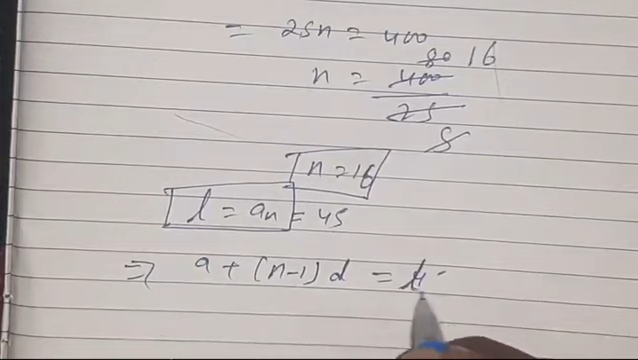 = 25n = 400
80 16
n = 400
25
5
n = 16
l = an = 45
⇒ a + (n-1) d =